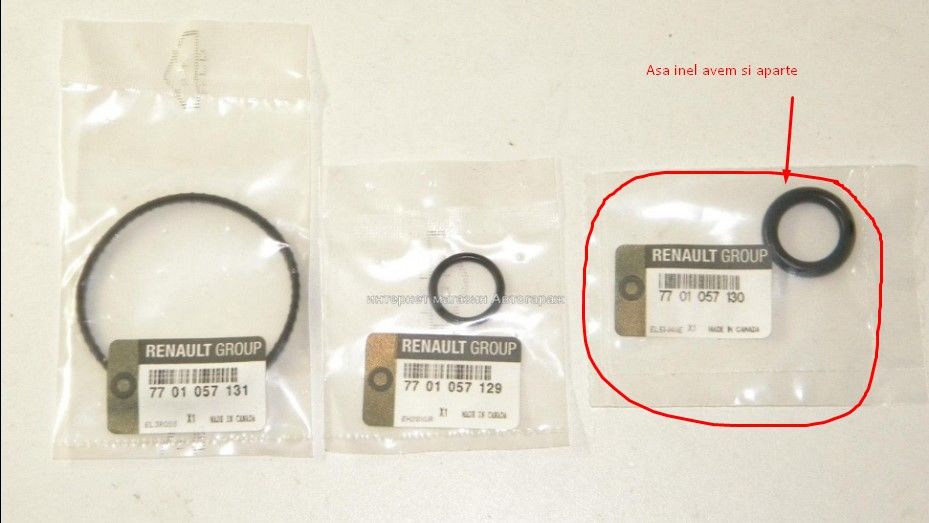 Asa inel avem si aparte
RENAULT GROUP
77 01 057 131
X1 MADE IN CANADA
интернет магазин Автогараж
RENAULT GROUP
77 01 057 129
X1 MADE IN CANADA
RENAULT GROUP
77 01 057 130
X1 MADE IN CANADA